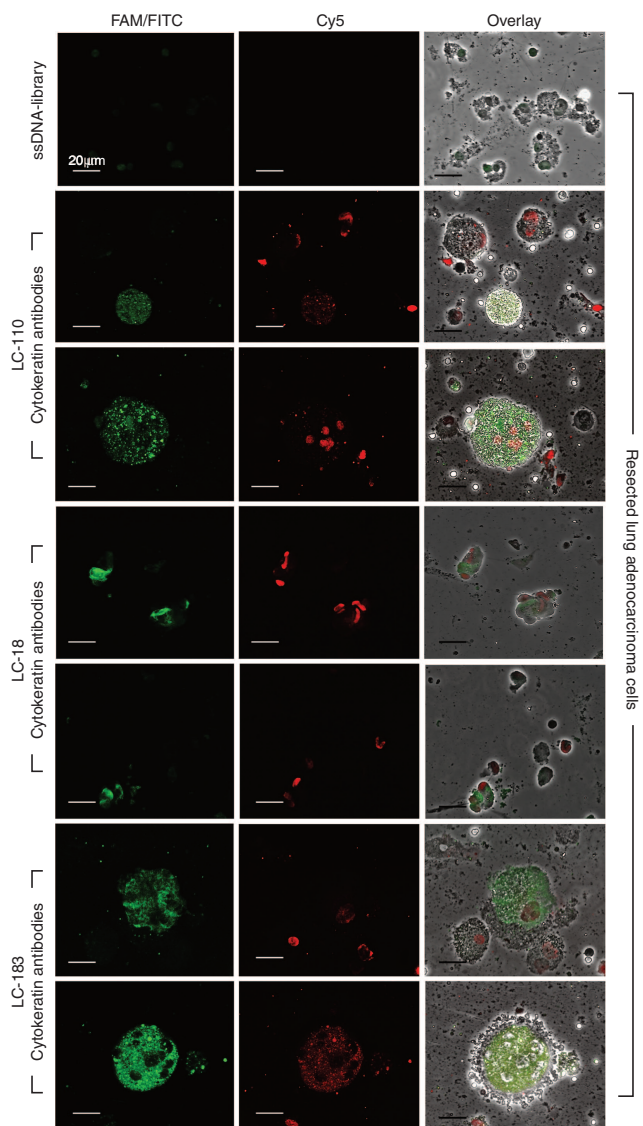 FAM/FITC
Cy5
Overlay
ssDNA-library
20μm
LC-110
Cytokeratin antibodies
LC-18
Cytokeratin antibodies
LC-183
Cytokeratin antibodies
Resected lung adenocarcinoma cells